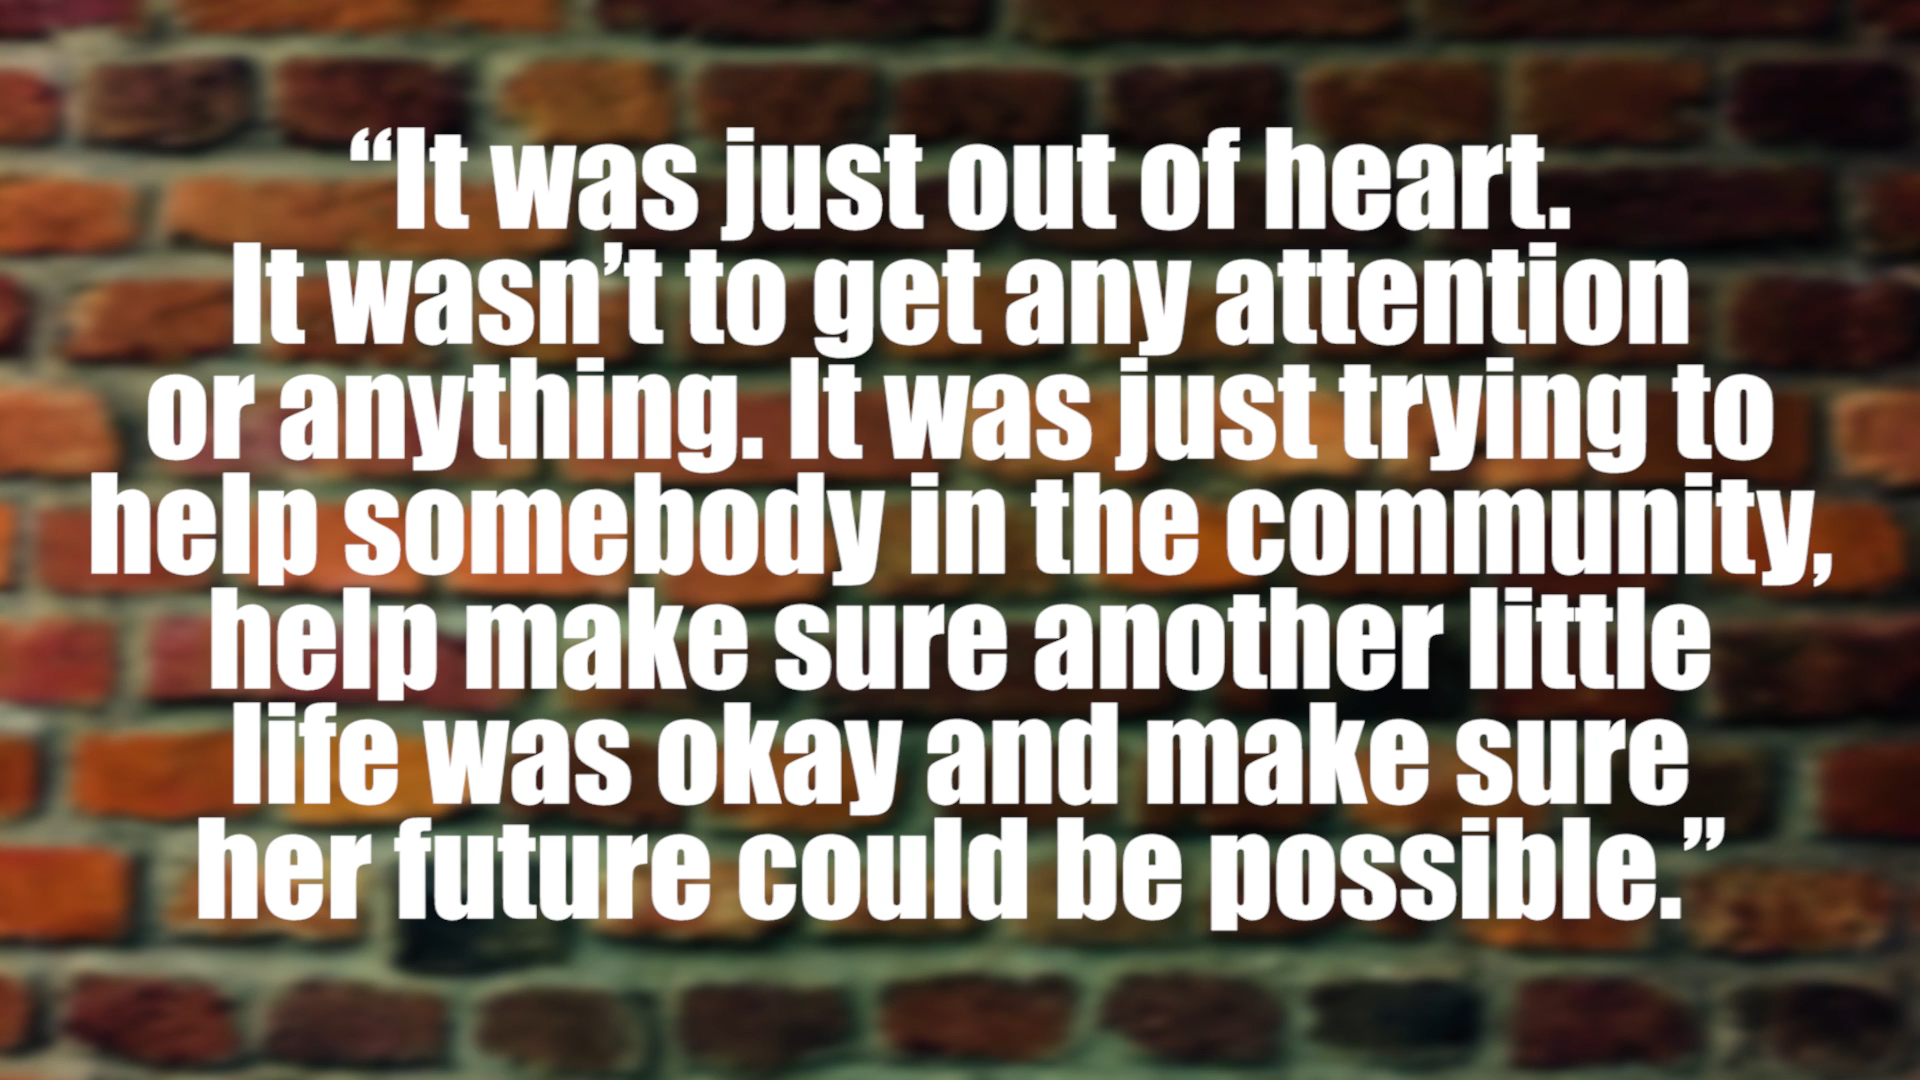 “It was just out of heart.
It wasn’t to get any attention
or anything. It was just trying to
help somebody in the community,
help make sure another little
life was okay and make sure
her future could be possible.”